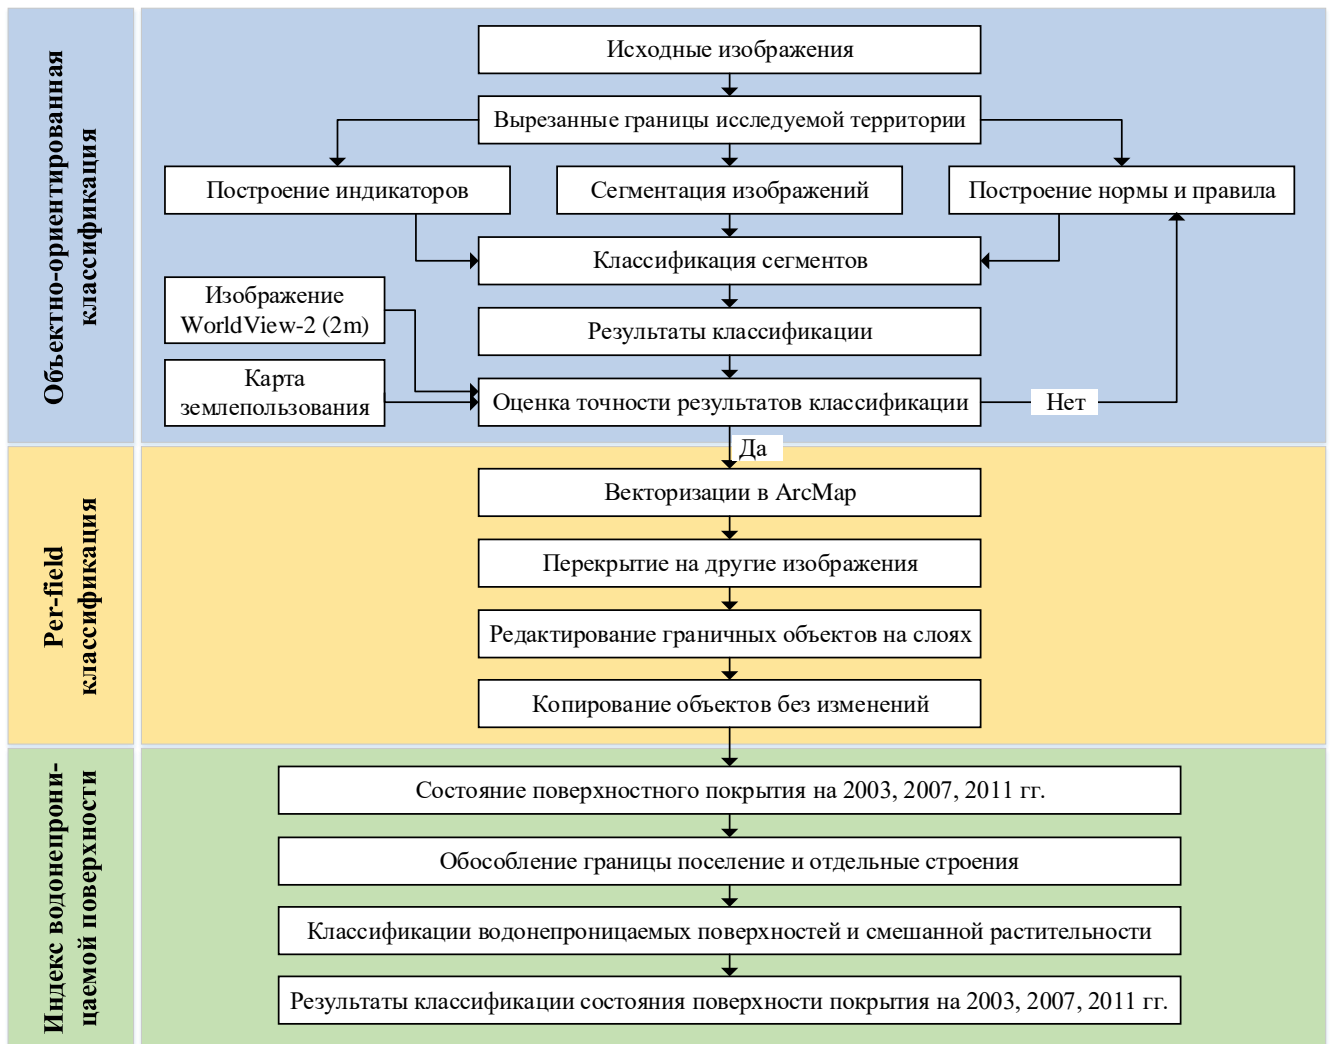 Объектно-ориентированная
классификация
Исходные изображения
Вырезанные границы исследуемой территории
Построение индикаторов
Сегментация изображений
Построение нормы и правила
Классификация сегментов
Изображение
WorldView-2 (2m)
Результаты классификации
Карта
землепользования
Оценка точности результатов классификации
Нет
Да
Per-field
классификация
Векторизации в ArcMap
Перекрытие на другие изображения
Редактирование граничных объектов на слоях
Копирование объектов без изменений
Индекс водонепрони-
цаемой поверхности
Состояние поверхностного покрытия на 2003, 2007, 2011 гг.
Обособление границы поселение и отдельные строения
Классификации водонепроницаемых поверхностей и смешанной растительности
Результаты классификации состояния поверхности покрытия на 2003, 2007, 2011 гг.